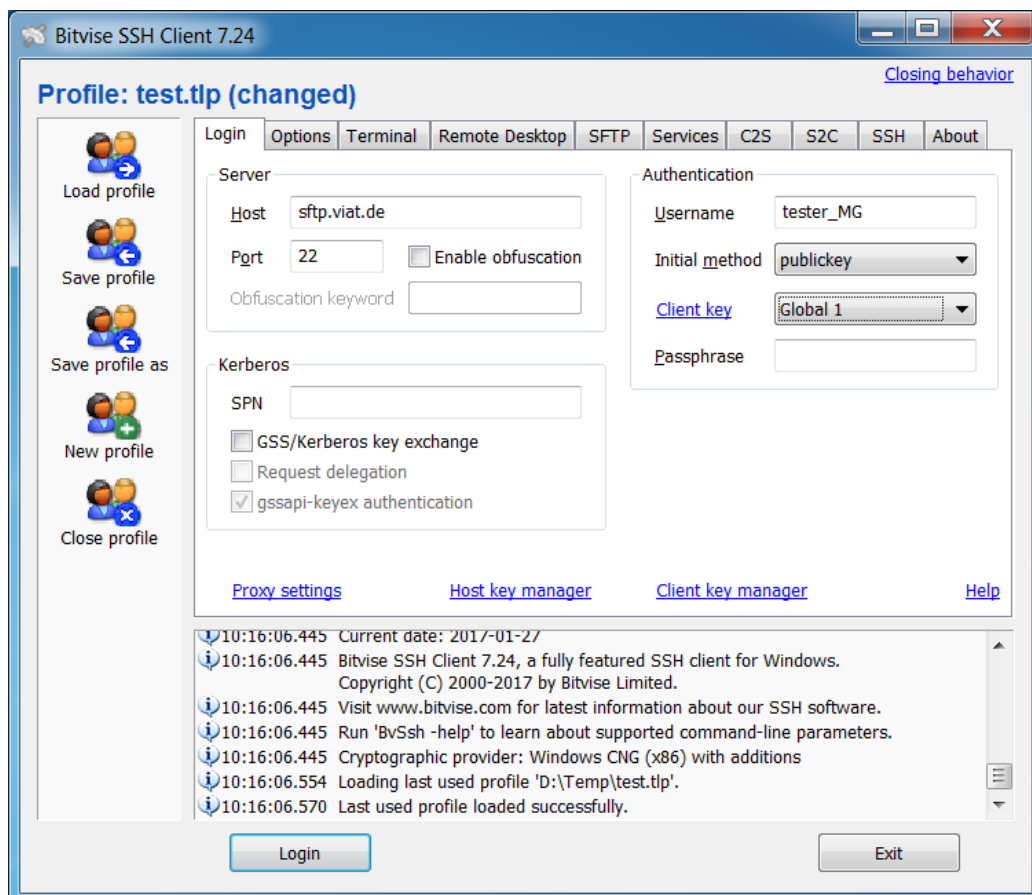 Bitvise SSH Client 7.24
Closing behavior
Profile: test.tlp (changed)
Load profile
Save profile
Save profile as
New profile
Close profile
Login Options Terminal Remote Desktop SFTP Services C2S S2C SSH About
Server
Host sftp.viat.de
Port 22 Enable obfuscation
Obfuscation keyword
Kerberos
SPN
GSS/Kerberos key exchange
Request delegation
gssapi-keyex authentication
Authentication
Username tester_MG
Initial method publickey
Client key Global 1
Passphrase
Proxy settings Host key manager Client key manager Help
10:16:06.445 Current date: 2017-01-27
10:16:06.445 Bitvise SSH Client 7.24, a fully featured SSH client for Windows.
Copyright (C) 2000-2017 by Bitvise Limited.
10:16:06.445 Visit www.bitvise.com for latest information about our SSH software.
10:16:06.445 Run 'BvSsh -help' to learn about supported command-line parameters.
10:16:06.445 Cryptographic provider: Windows CNG (x86) with additions
10:16:06.554 Loading last used profile 'D:\Temp\test.tlp'.
10:16:06.570 Last used profile loaded successfully.
Login Exit